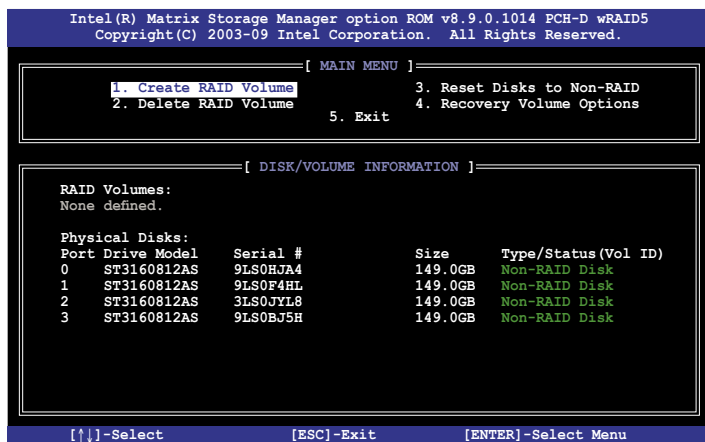 Intel(R) Matrix Storage Manager option ROM v8.9.0.1014 PCH-D wRAID5
Copyright(C) 2003-09 Intel Corporation. All Rights Reserved.
[ MAIN MENU ]
1. Create RAID Volume 3. Reset Disks to Non-RAID
2. Delete RAID Volume 4. Recovery Volume Options
5. Exit
[ DISK/VOLUME INFORMATION ]
RAID Volumes:
None defined.
Physical Disks:
Port Drive Model Serial # Size Type/Status(Vol ID)
0 ST3160812AS 9LS0HJA4 149.0GB Non-RAID Disk
1 ST3160812AS 9LS0F4HL 149.0GB Non-RAID Disk
2 ST3160812AS 3LS0JYL8 149.0GB Non-RAID Disk
3 ST3160812AS 9LS0BJ5H 149.0GB Non-RAID Disk
[↑↓]-Select [ESC]-Exit [ENTER]-Select Menu